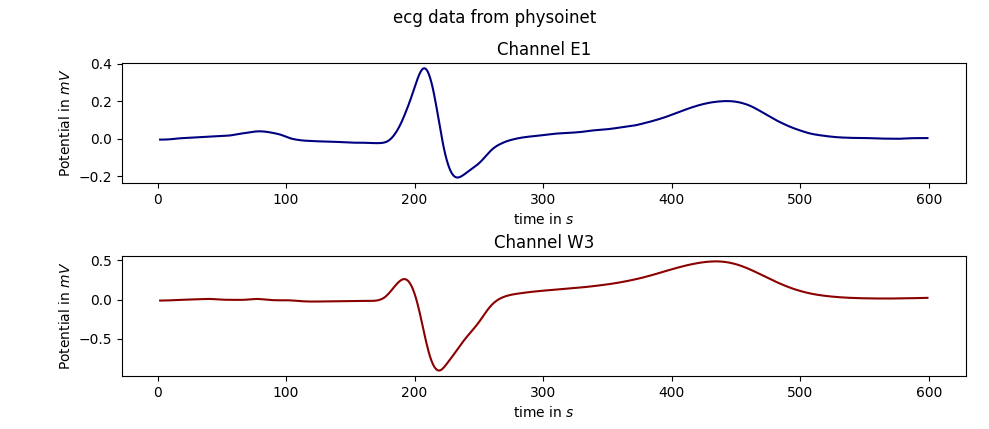 ecg data from physoinet
Channel E1
Potential in mV
0.4
0.2
0.0
−0.2
0 100 200 300 400 500 600
time in s
Channel W3
Potential in mV
0.5
0.0
−0.5
0 100 200 300 400 500 600
time in s